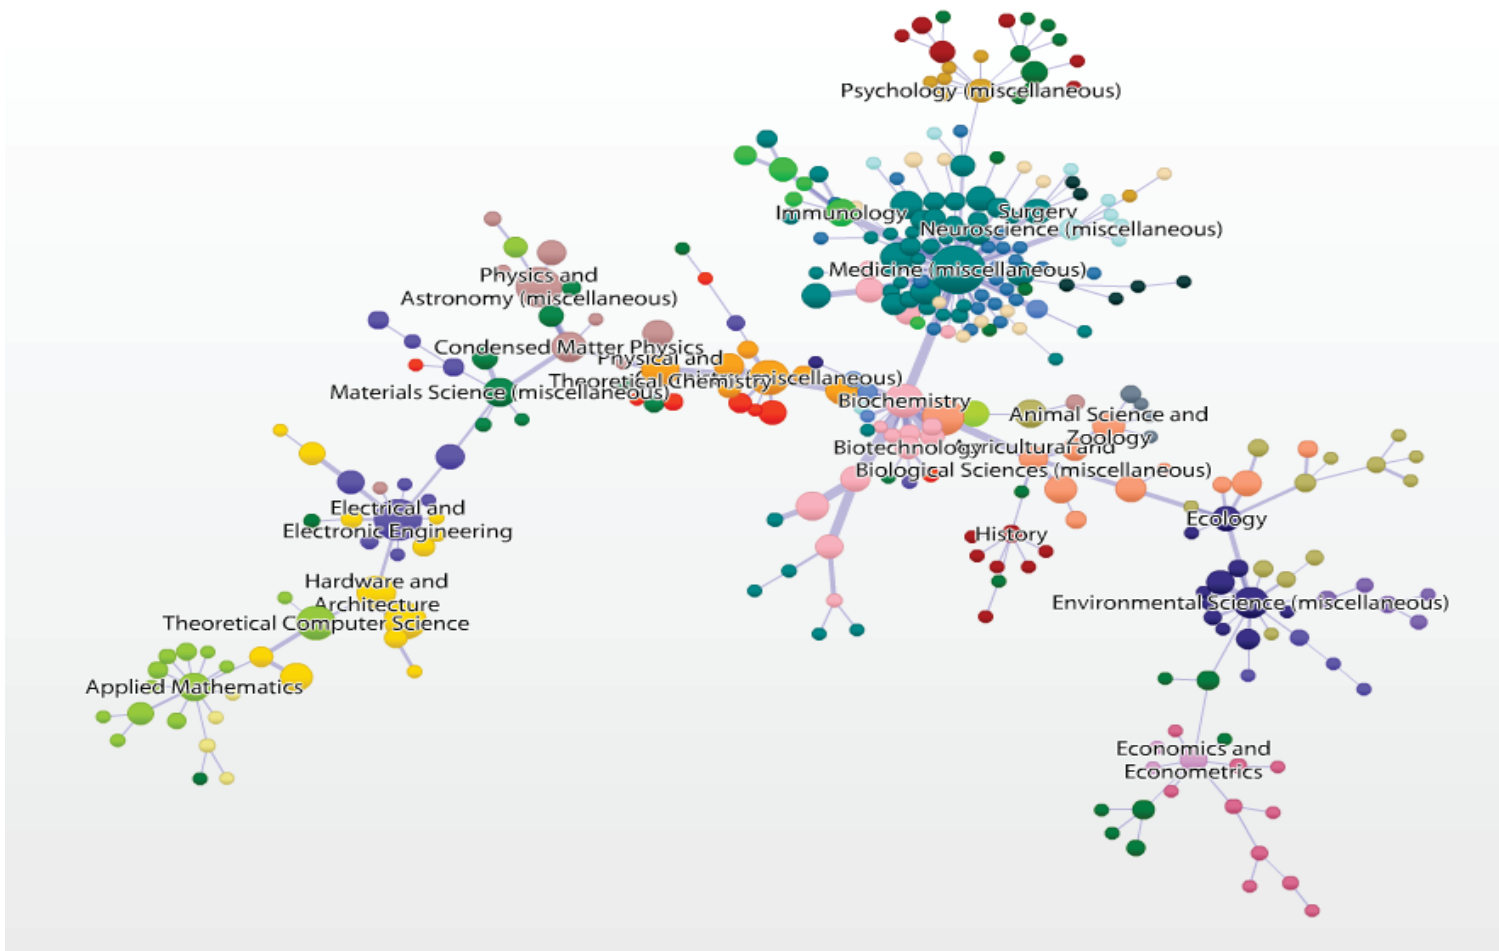 Psychology (miscellaneous)
Immunology
Surgery
Neuroscience (miscellaneous)
Medicine (miscellaneous)
Physics and
Astronomy (miscellaneous)
Condensed Matter Physics
Physical and
Theoretical Chemistry
miscellaneous)
Materials Science (miscellaneous)
Biochemistry
Animal Science and
Zoology
Biotechnology
Agricultural and
Biological Sciences (miscellaneous)
Electrical and
Electronic Engineering
Ecology
History
Hardware and
Architecture
Theoretical Computer Science
Environmental Science (miscellaneous)
Applied Mathematics
Economics and
Econometrics